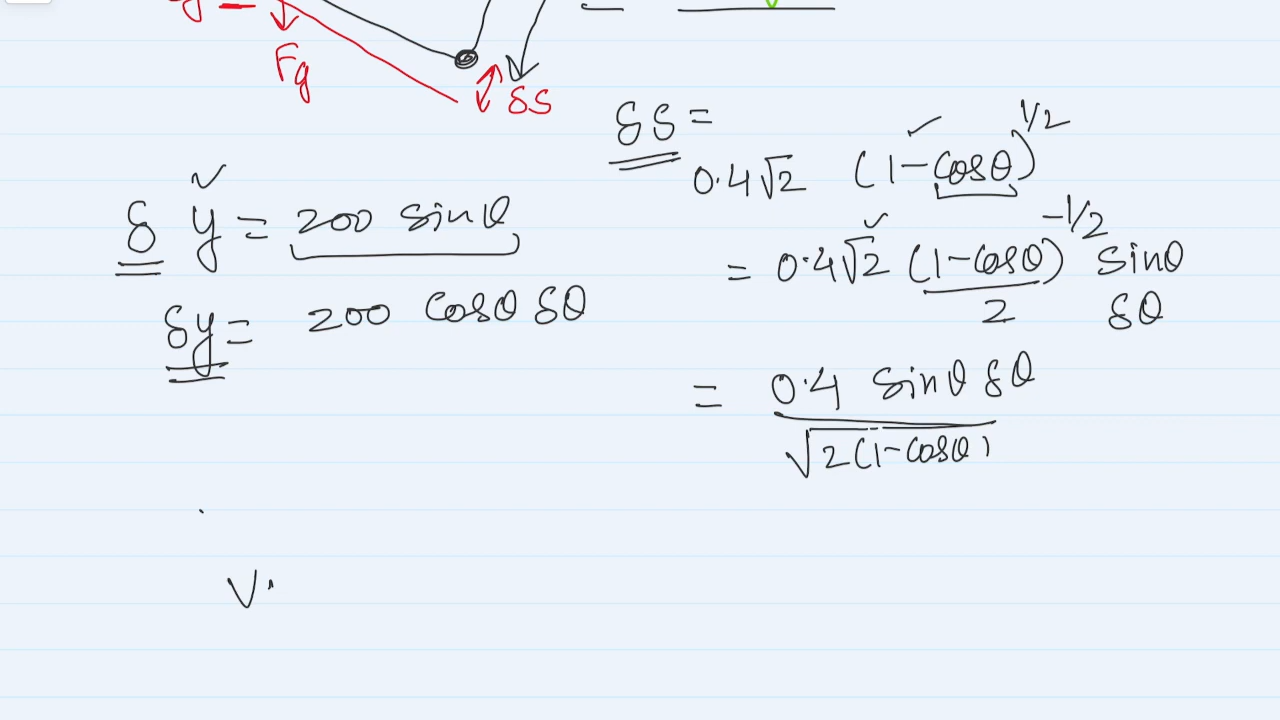 Fg
δS
δS =
0.4√2 (1-cosθ)^1/2
δ y = 200 sinθ
= 0.4√2 (1-cosθ)^-1/2 / 2 sinθ δθ
δy = 200 cosθ δθ
= 0.4 sinθ δθ / √2(1-cosθ)
V.